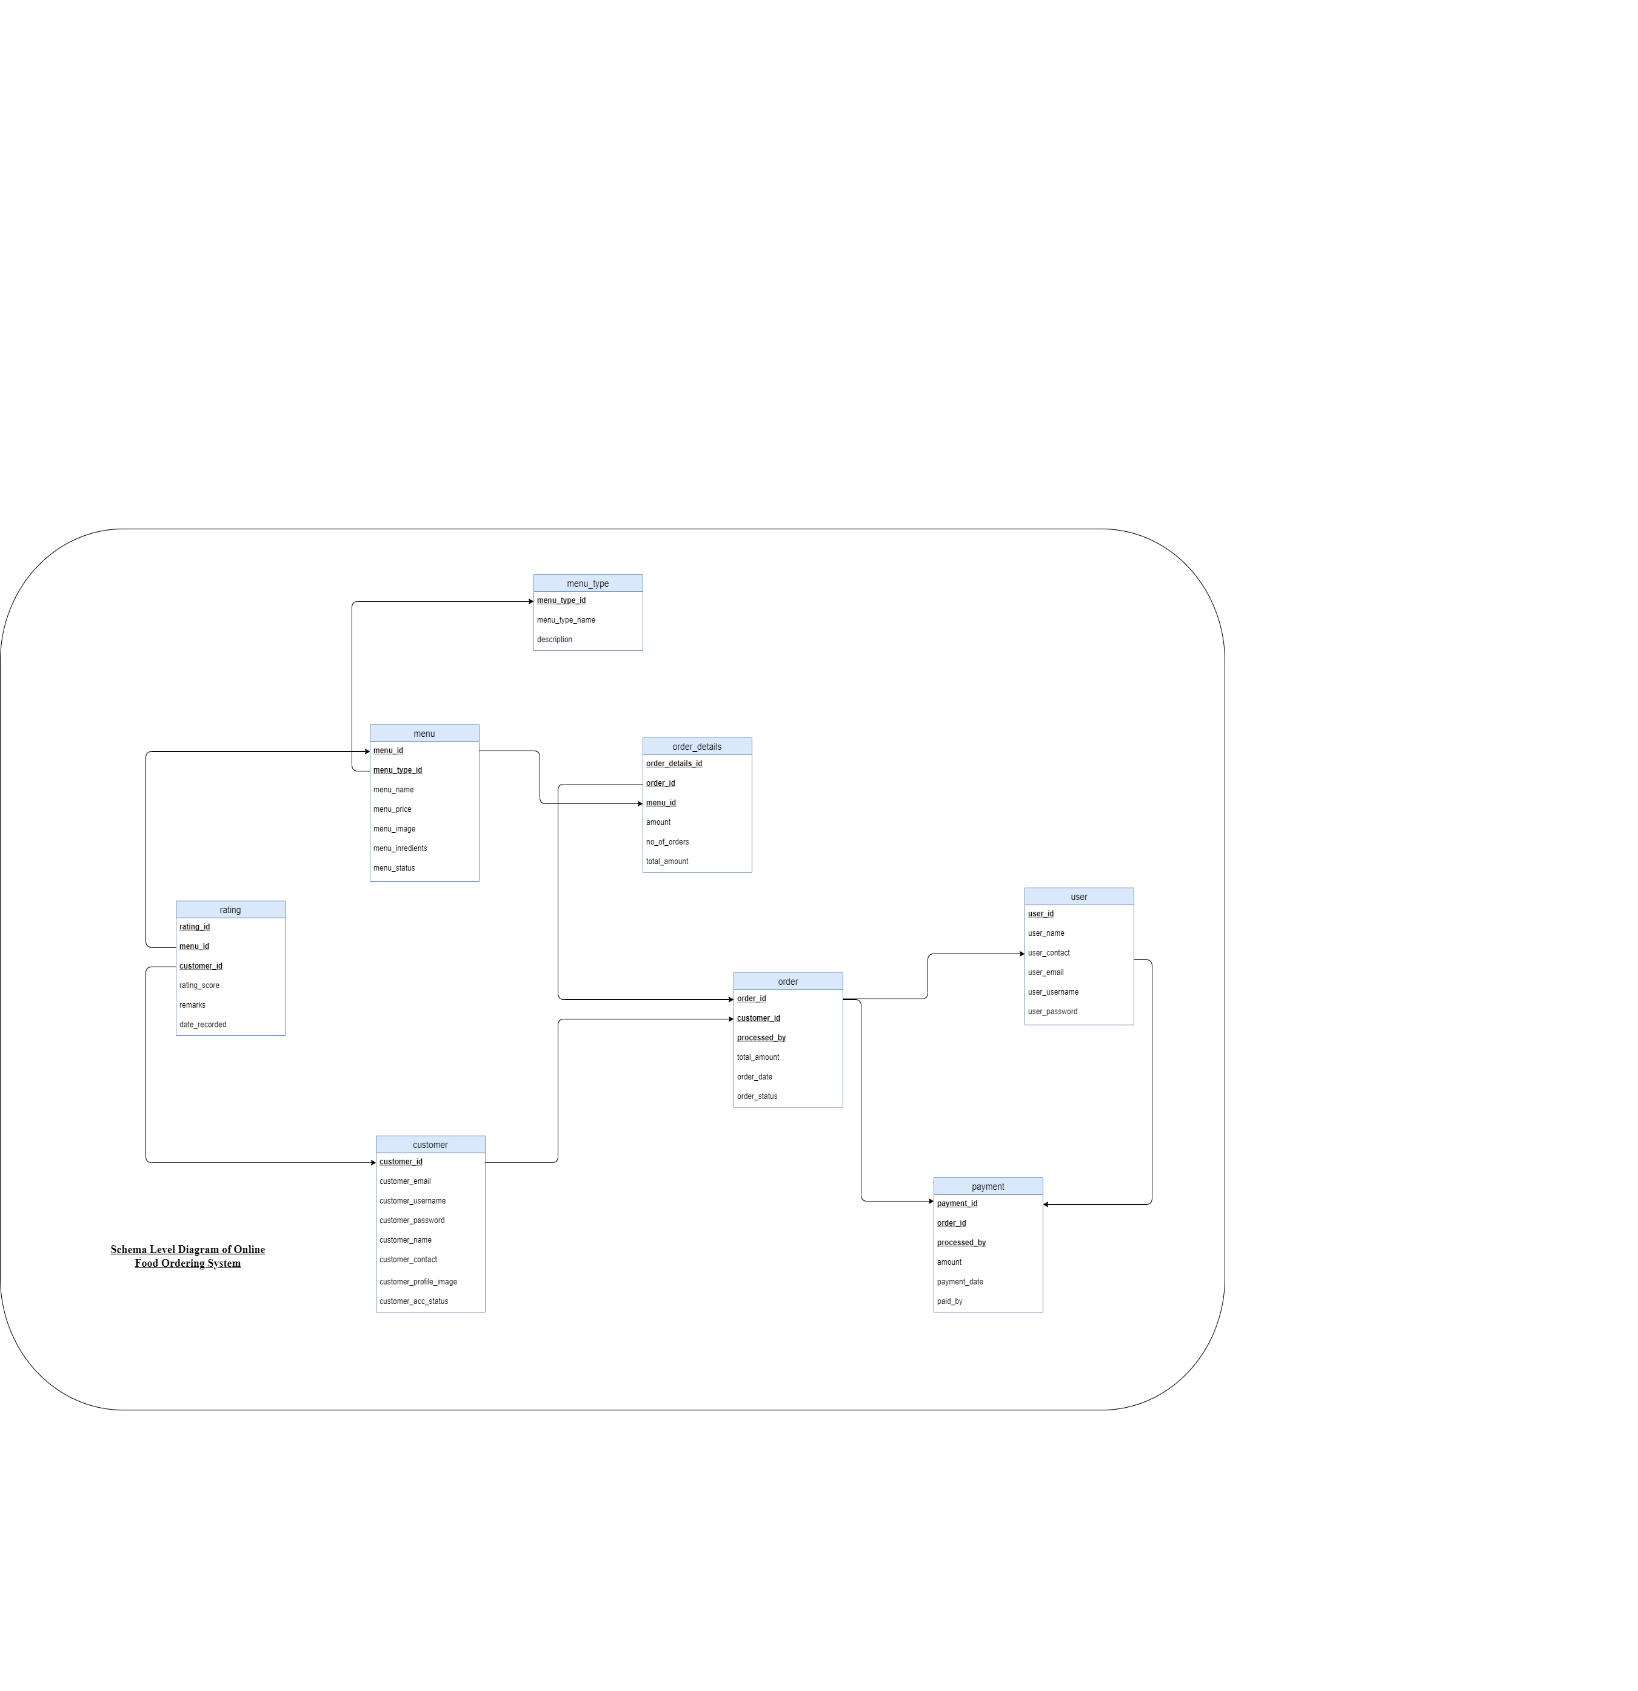 menu_type
menu_type_id
menu_type_name
description
menu
menu_id
menu_type_id
menu_name
menu_price
menu_image
menu_inredients
menu_status
order_details
order_details_id
order_id
menu_id
amount
no_of_orders
total_amount
rating
rating_id
menu_id
customer_id
rating_score
remarks
date_recorded
user
user_id
user_name
user_contact
user_email
user_username
user_password
order
order_id
customer_id
processed_by
total_amount
order_date
order_status
customer
customer_id
customer_email
customer_username
customer_password
customer_name
customer_contact
customer_profile_image
customer_acc_status
payment
payment_id
order_id
processed_by
amount
payment_date
paid_by
Schema Level Diagram of Online
Food Ordering System